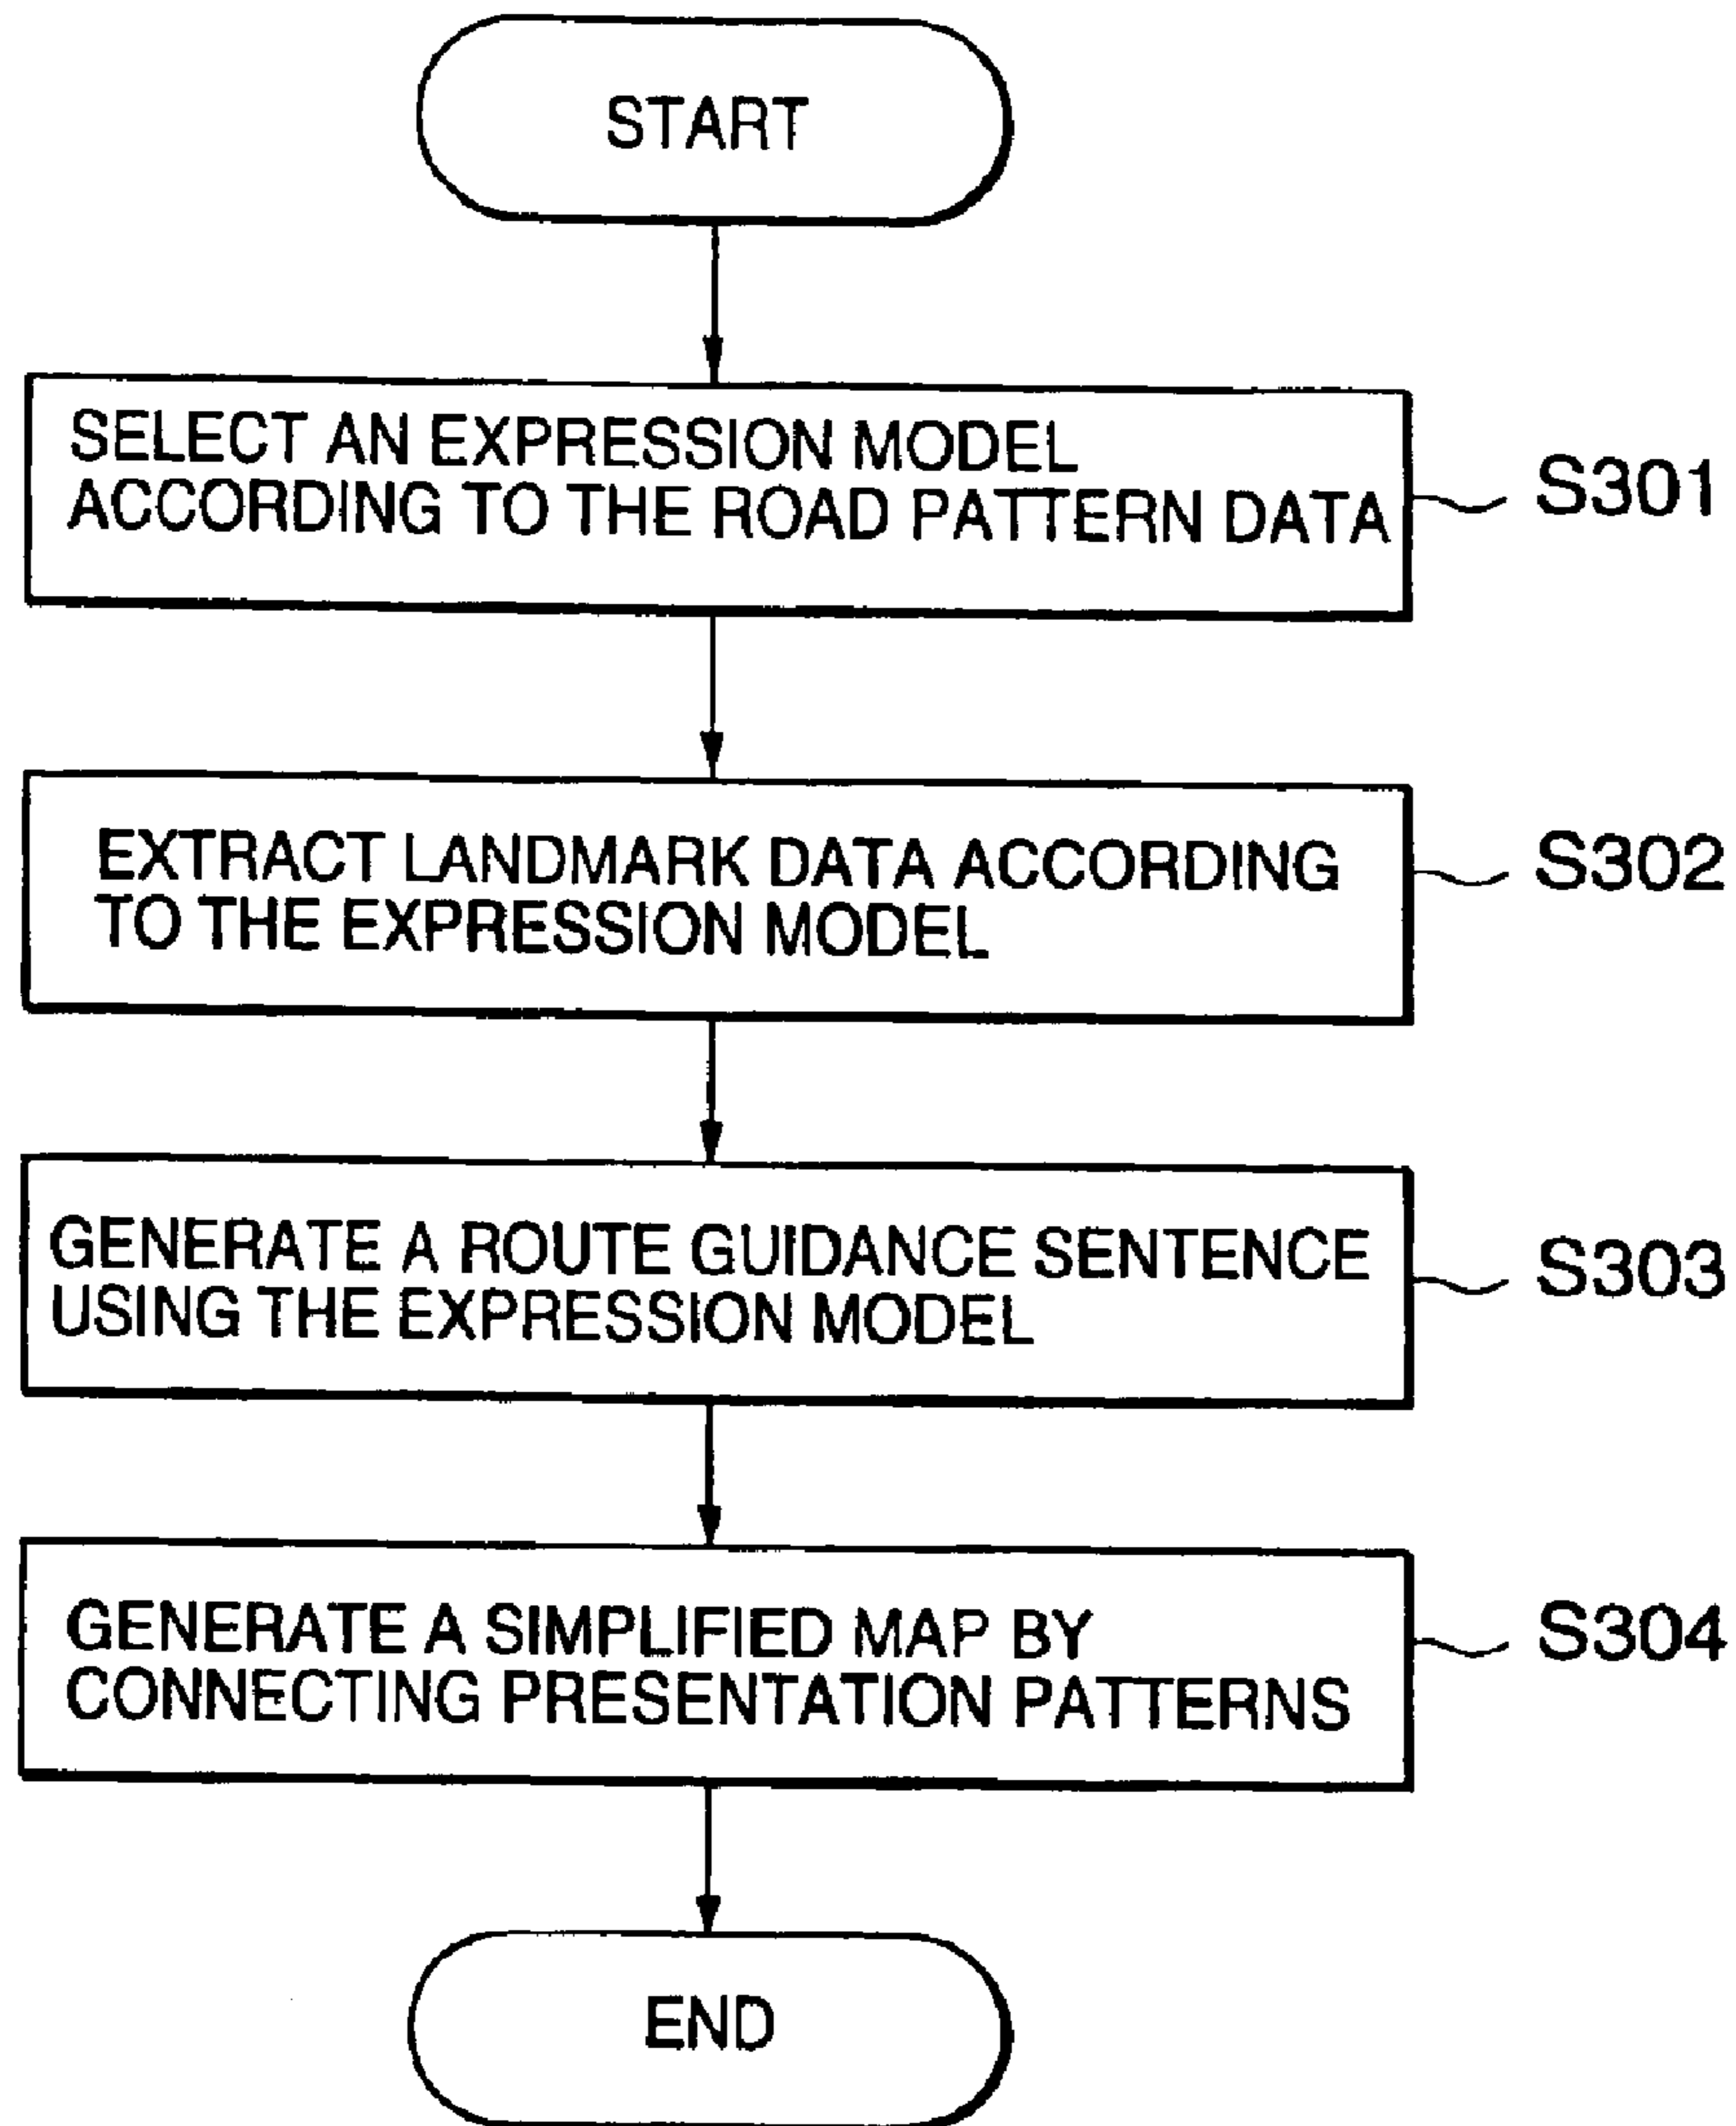 START
SELECT AN EXPRESSION MODEL
ACCORDING TO THE ROAD PATTERN DATA
S301
EXTRACT LANDMARK DATA ACCORDING
TO THE EXPRESSION MODEL
S302
GENERATE A ROUTE GUIDANCE SENTENCE
USING THE EXPRESSION MODEL
S303
GENERATE A SIMPLIFIED MAP BY
CONNECTING PRESENTATION PATTERNS
S304
END